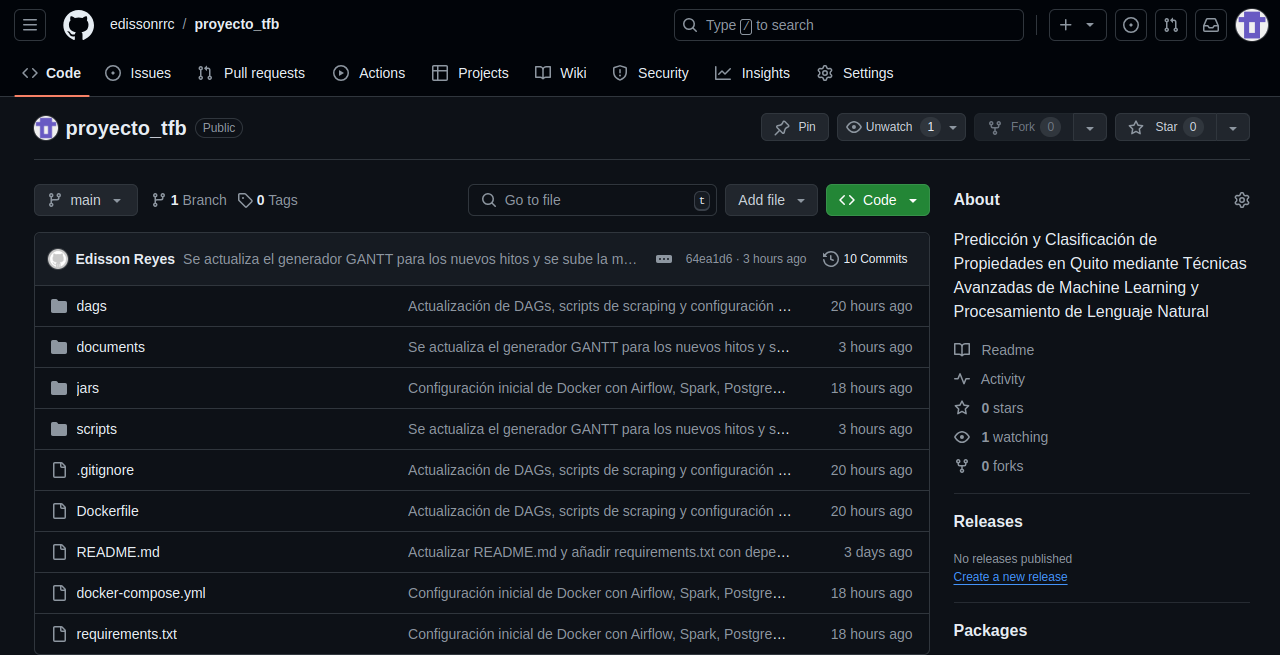 edissonrrc / proyecto_tfb
Type / to search
Code Issues Pull requests Actions Projects Wiki Security Insights Settings
proyecto_tfb Public
Pin Unwatch 1 Fork 0 Star 0
main 1 Branch 0 Tags Go to file t Add file Code
Edisson Reyes Se actualiza el generador GANTT para los nuevos hitos y se sube la m… 64ea1d6 · 3 hours ago 10 Commits
dags Actualización de DAGs, scripts de scraping y configuración … 20 hours ago
documents Se actualiza el generador GANTT para los nuevos hitos y s… 3 hours ago
jars Configuración inicial de Docker con Airflow, Spark, Postgre… 18 hours ago
scripts Se actualiza el generador GANTT para los nuevos hitos y s… 3 hours ago
.gitignore Actualización de DAGs, scripts de scraping y configuración … 20 hours ago
Dockerfile Actualización de DAGs, scripts de scraping y configuración … 20 hours ago
README.md Actualizar README.md y añadir requirements.txt con depe… 3 days ago
docker-compose.yml Configuración inicial de Docker con Airflow, Spark, Postgre… 18 hours ago
requirements.txt Configuración inicial de Docker con Airflow, Spark, Postgre… 18 hours ago
About
Predicción y Clasificación de
Propiedades en Quito mediante Técnicas
Avanzadas de Machine Learning y
Procesamiento de Lenguaje Natural
Readme
Activity
0 stars
1 watching
0 forks
Releases
No releases published
Create a new release
Packages